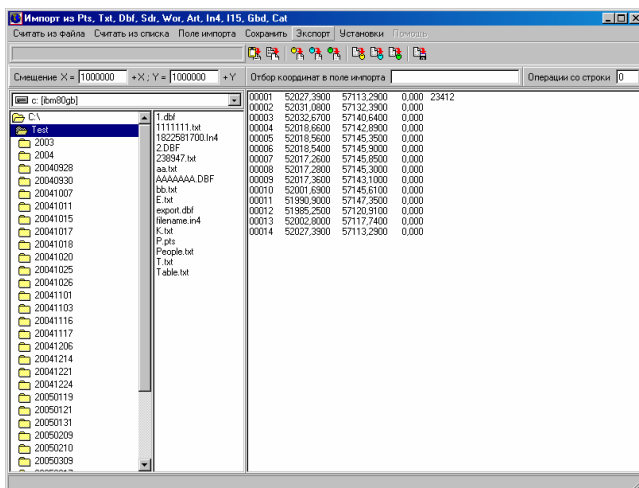 Импорт из Pts, Txt, Dbf, Sdr, Wor, Art, In4, I15, Gbd, Cat
Считать из файла Считать из списка Поле импорта Сохранить Экспорт Установки Помощь
Смещение X = 1000000 +X ; Y = 1000000 + Y Отбор координат в поле импорта Операции со строки 0
c: [ibm80gb]
C:\
Test
2003
2004
20040928
20040930
20041007
20041011
20041015
20041017
20041018
20041020
20041025
20041026
20041101
20041103
20041116
20041117
20041206
20041214
20041221
20041224
20050119
20050121
20050131
20050209
20050210
20050309
1.dbf
1111111.txt
1822581700.In4
2.DBF
238947.txt
aa.txt
AAAAAAA.DBF
bb.txt
E.txt
export.dbf
filename.in4
K.txt
P.pts
People.txt
T.txt
Table.txt
00001 52027,3900 57113,2900 0,000 23412
00002 52031,0800 57132,3900 0,000
00003 52032,6700 57140,6400 0,000
00004 52018,6600 57142,8900 0,000
00005 52018,5600 57145,3500 0,000
00006 52018,5400 57145,9000 0,000
00007 52017,2600 57145,8500 0,000
00008 52017,2800 57145,3000 0,000
00009 52017,3600 57143,1000 0,000
00010 52001,6900 57145,6100 0,000
00011 51990,9000 57147,3500 0,000
00012 51985,2500 57120,9100 0,000
00013 52002,8000 57117,7400 0,000
00014 52027,3900 57113,2900 0,000